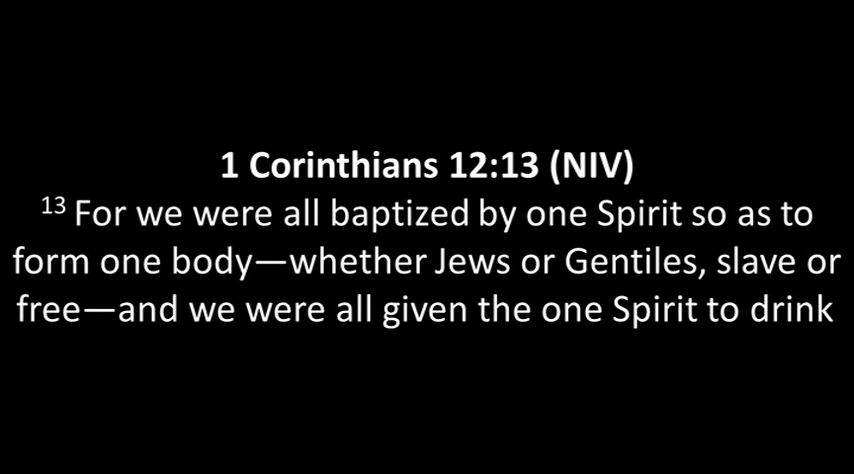 1 Corinthians 12:13 (NIV)
13 For we were all baptized by one Spirit so as to
form one body—whether Jews or Gentiles, slave or
free—and we were all given the one Spirit to drink